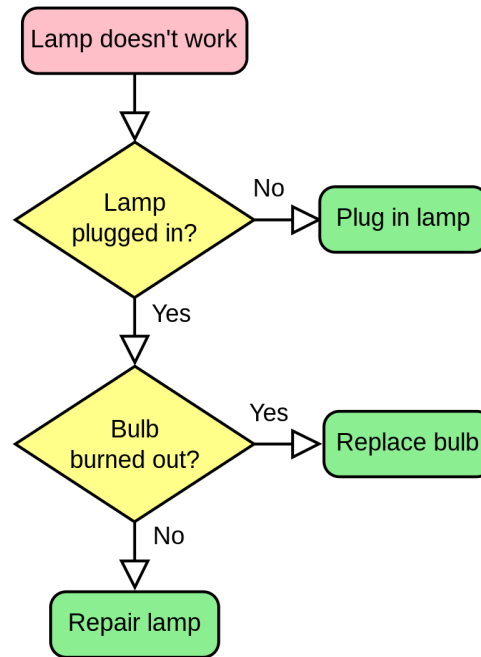 Lamp doesn't work
Lamp
plugged in?
No
Plug in lamp
Yes
Bulb
burned out?
Yes
Replace bulb
No
Repair lamp